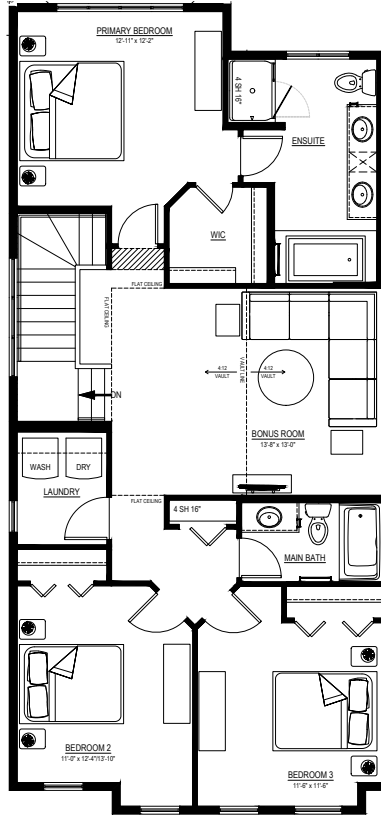 PRIMARY BEDROOM
12'-11" x 12'-2"
4 SH 16"
ENSUITE
WIC
FLAT CEILING
FLAT CEILING
4:12
VAULT
4:12
VAULT
VAULT LINE
DN
BONUS ROOM
13'-8" x 13'-0"
WASH
DRY
LAUNDRY
FLAT CEILING
4 SH 16"
MAIN BATH
BEDROOM 2
11'-0" x 12'-4"/13'-10"
BEDROOM 3
11'-6" x 11'-6"